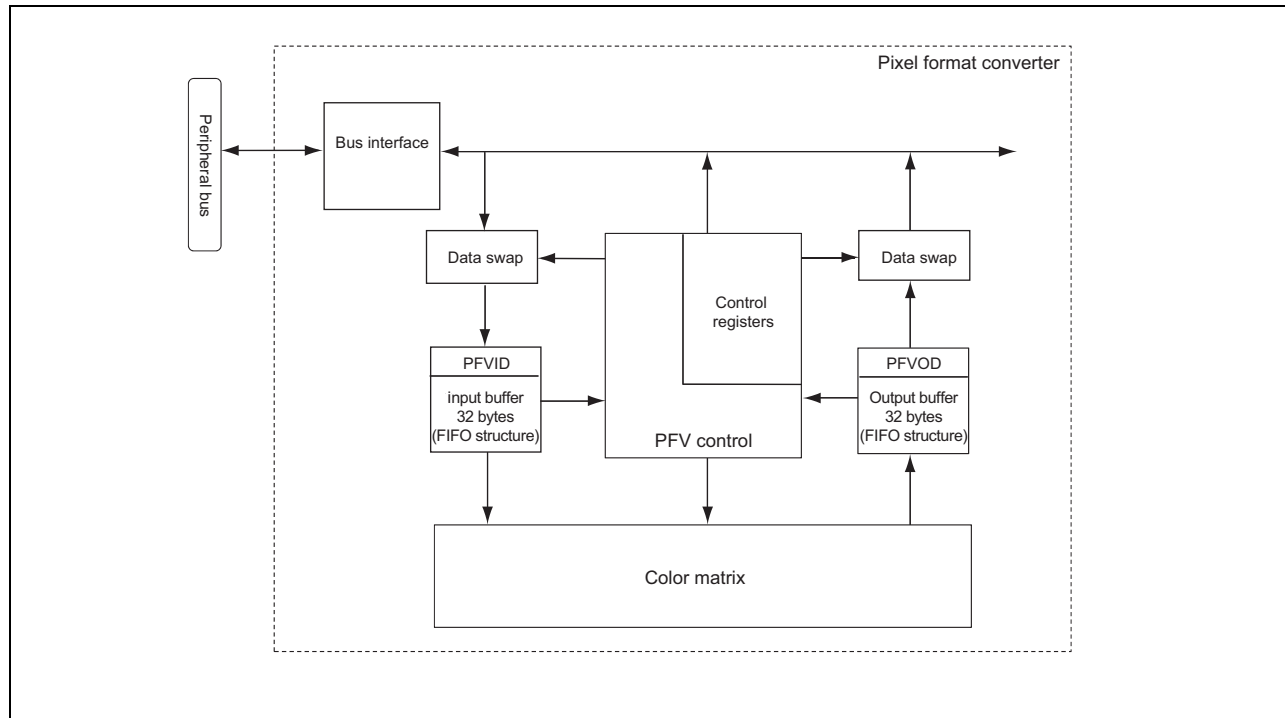 Pixel format converter
Peripheral bus
Bus interface
Data swap
Data swap
Control
registers
PFVID
input buffer
32 bytes
(FIFO structure)
PFV control
PFVOD
Output buffer
32 bytes
(FIFO structure)
Color matrix